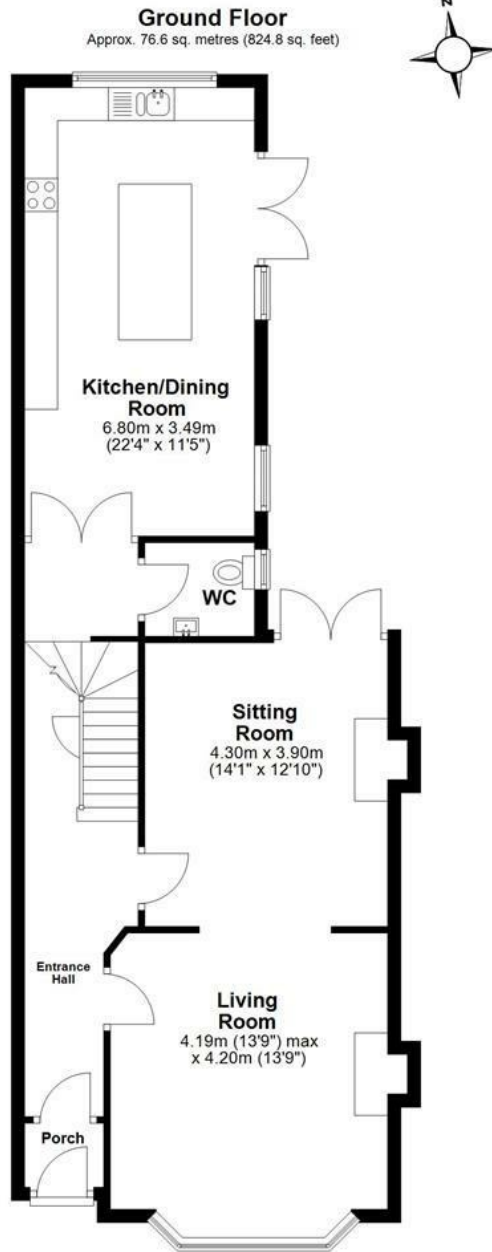 Ground Floor
Approx. 76.6 sq. metres (824.8 sq. feet)
N
Kitchen/Dining
Room
6.80m x 3.49m
(22'4" x 11'5")
WC
Sitting
Room
4.30m x 3.90m
(14'1" x 12'10")
Entrance
Hall
Living
Room
4.19m (13'9") max
x 4.20m (13'9")
Porch